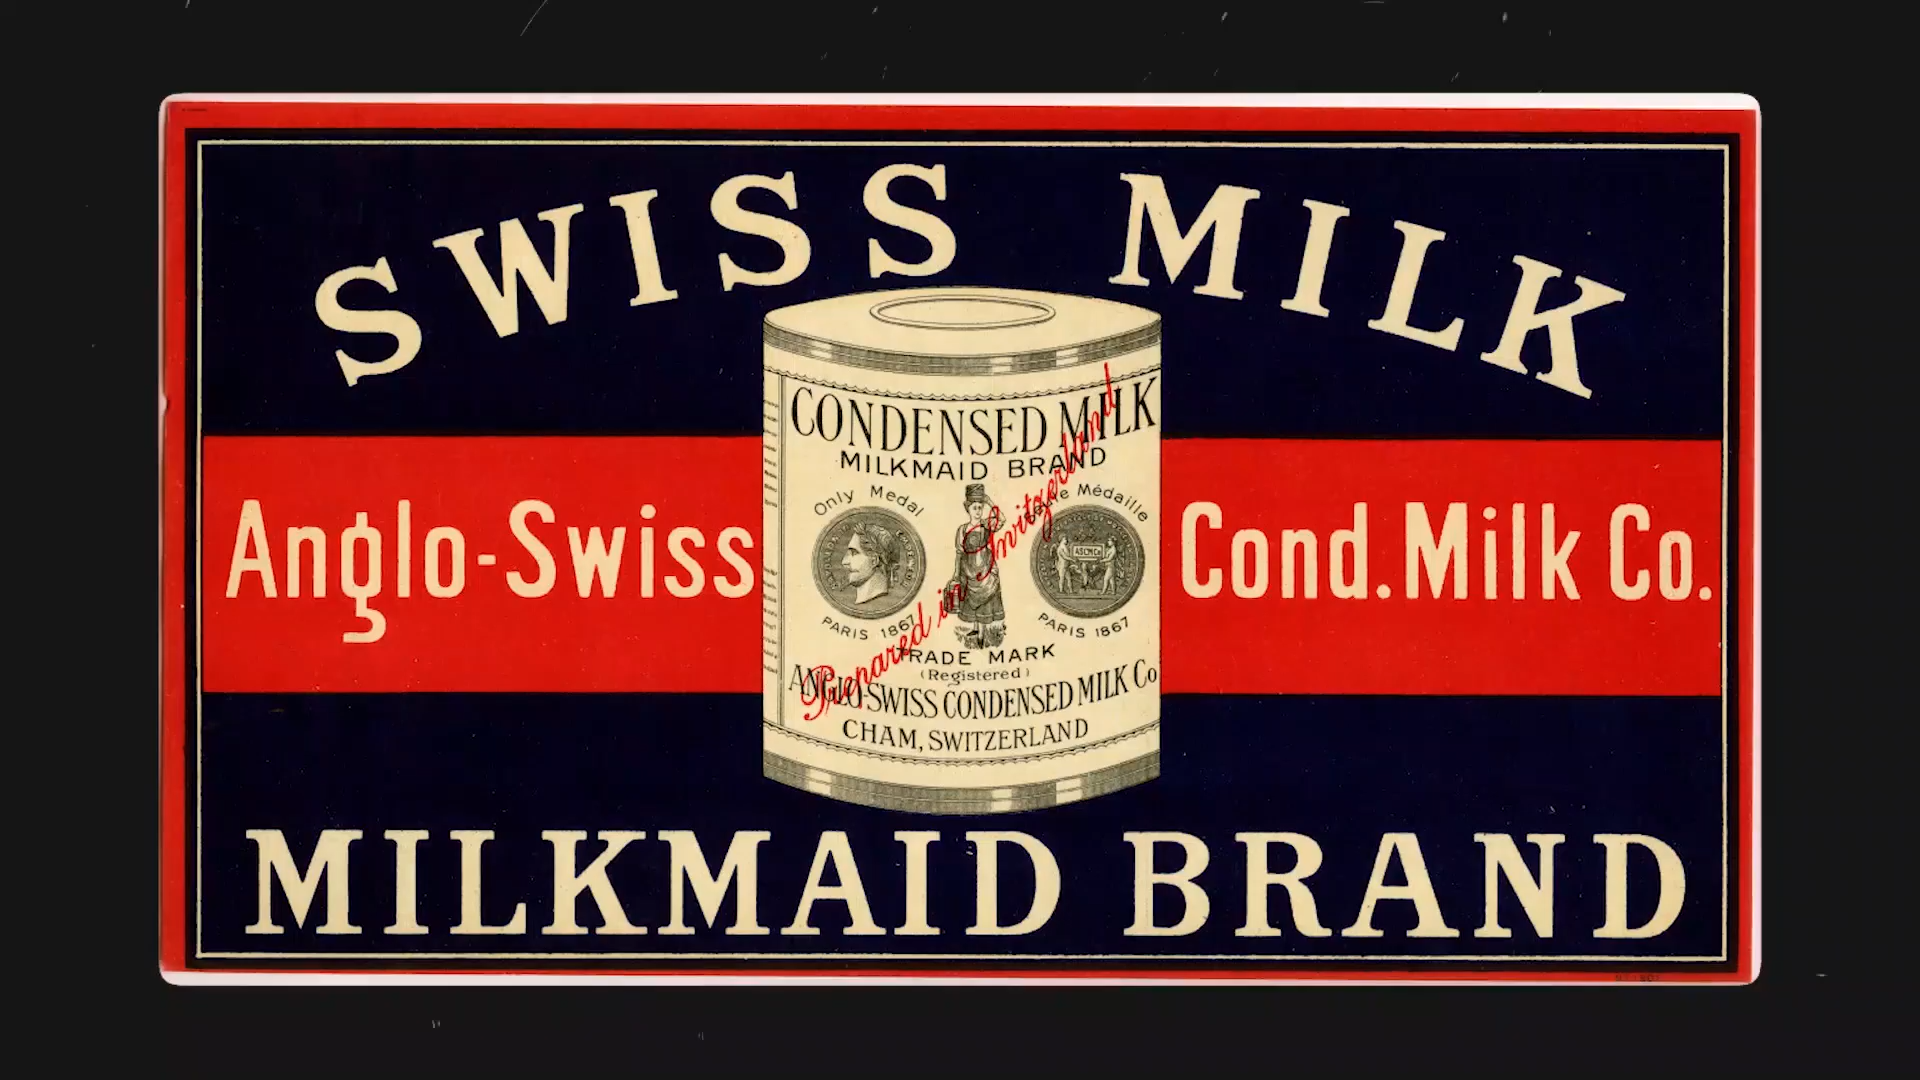 SWISS MILK
Anglo-Swiss Cond. Milk Co.
CONDENSED MILK
MILKMAID BRAND
Only Medal
Médaille
PARIS 1867
PARIS 1867
Prepared in Switzerland
TRADE MARK
(Registered)
ANGLO-SWISS CONDENSED MILK Co
CHAM, SWITZERLAND
MILKMAID BRAND